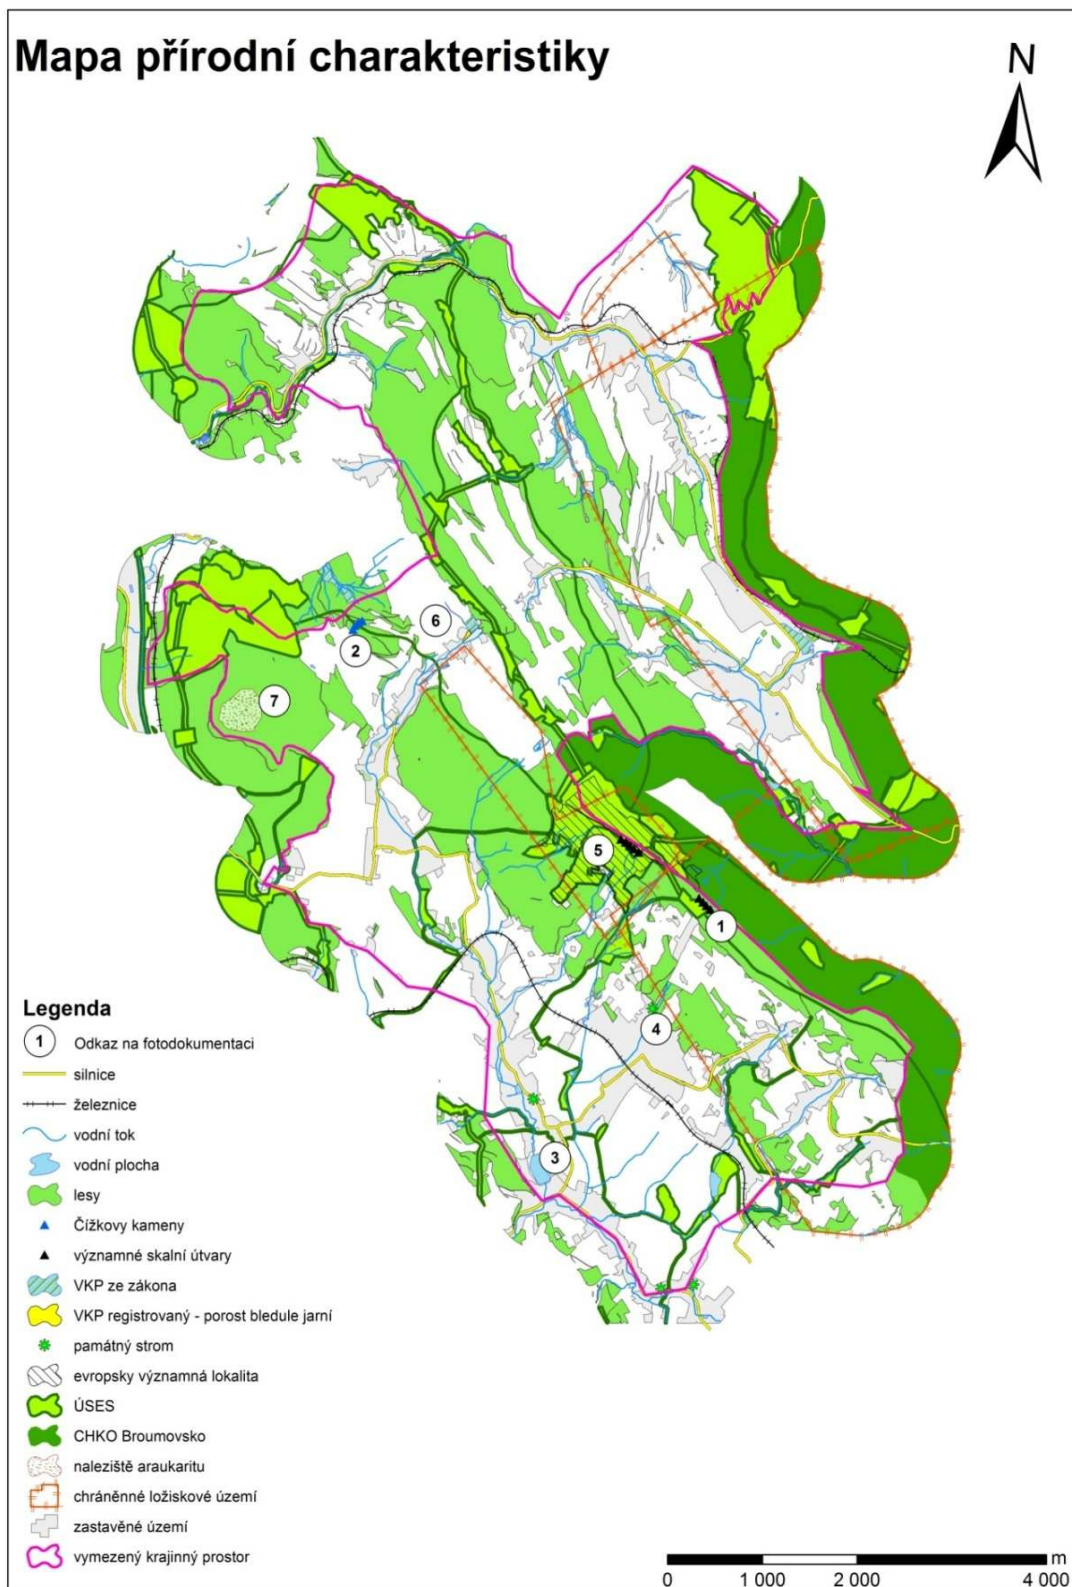 Mapa přírodní charakteristiky
N
6
2
7
5
1
4
3
Legenda
1 Odkaz na fotodokumentaci
silnice
železnice
vodní tok
vodní plocha
lesy
Čížkovy kameny
významné skalní útvary
VKP ze zákona
VKP registrovaný - porost bledule jarní
památný strom
evropsky významná lokalita
ÚSES
CHKO Broumovsko
naleziště araukaritu
chráněnné ložiskové území
zastavěné území
vymezený krajinný prostor
m
0 1 000 2 000 4 000